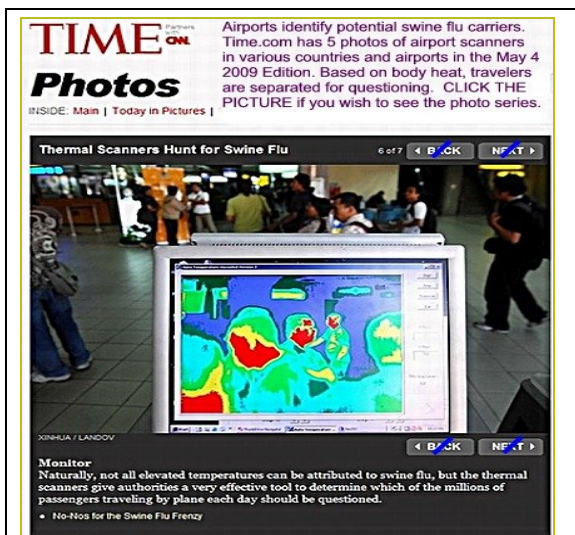 TIME
Partners
with
CNN.
Airports identify potential swine flu carriers.
Time.com has 5 photos of airport scanners
in various countries and airports in the May 4
2009 Edition. Based on body heat, travelers
are separated for questioning. CLICK THE
PICTURE if you wish to see the photo series.
Photos
INSIDE: Main | Today in Pictures |
Thermal Scanners Hunt for Swine Flu
6 of 7
BACK
NEXT
XINHUA / LANDOV
BACK
NEXT
Monitor
Naturally, not all elevated temperatures can be attributed to swine flu, but the thermal
scanners give authorities a very effective tool to determine which of the millions of
passengers traveling by plane each day should be questioned.
• No-Nos for the Swine Flu Frenzy